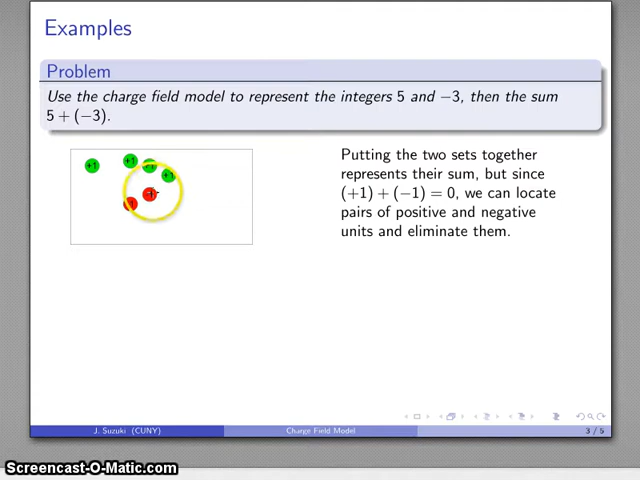 Examples
Problem
Use the charge field model to represent the integers 5 and −3, then the sum
5 + (−3).
+1
+1
+1
+1
Putting the two sets together
represents their sum, but since
(+1) + (−1) = 0, we can locate
pairs of positive and negative
units and eliminate them.
J. Suzuki (CUNY)
Charge Field Model
3 / 5
Screencast-O-Matic.com